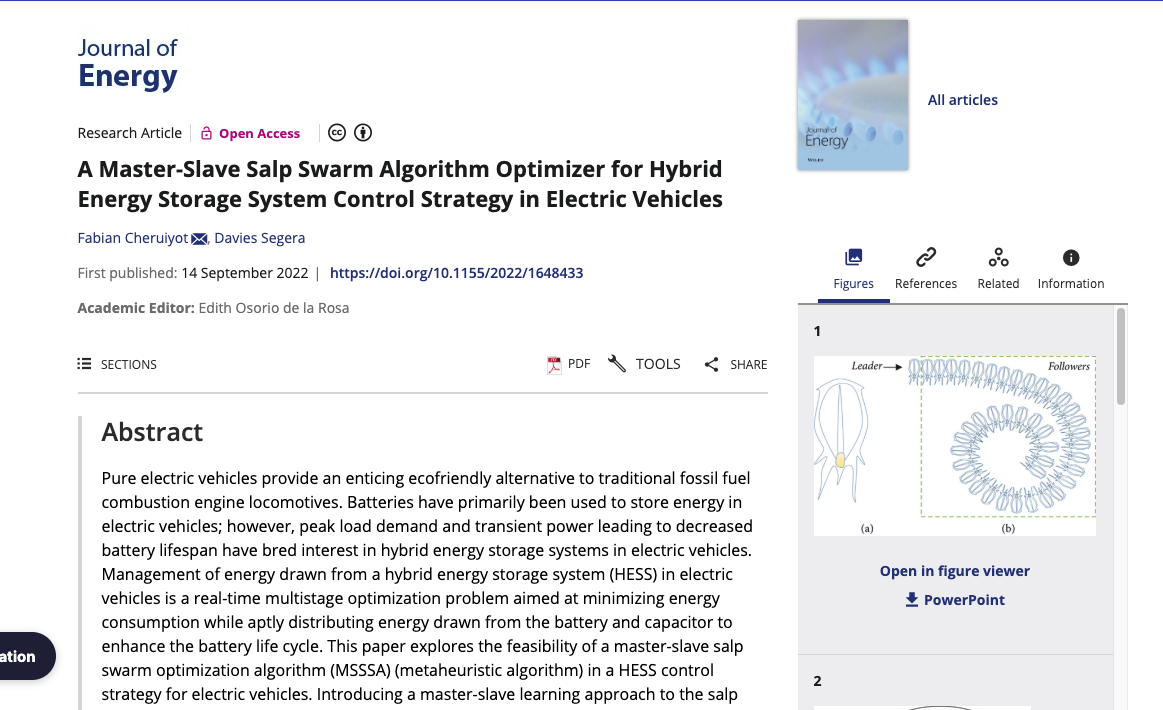 Journal of
Energy
Research Article
Open Access
cc
A Master-Slave Salp Swarm Algorithm Optimizer for Hybrid
Energy Storage System Control Strategy in Electric Vehicles
Fabian Cheruiyot, Davies Segera
First published: 14 September 2022 | https://doi.org/10.1155/2022/1648433
Academic Editor: Edith Osorio de la Rosa
SECTIONS
PDF
TOOLS
SHARE
Abstract
Pure electric vehicles provide an enticing ecofriendly alternative to traditional fossil fuel
combustion engine locomotives. Batteries have primarily been used to store energy in
electric vehicles; however, peak load demand and transient power leading to decreased
battery lifespan have bred interest in hybrid energy storage systems in electric vehicles.
Management of energy drawn from a hybrid energy storage system (HESS) in electric
vehicles is a real-time multistage optimization problem aimed at minimizing energy
consumption while aptly distributing energy drawn from the battery and capacitor to
enhance the battery life cycle. This paper explores the feasibility of a master-slave salp
swarm optimization algorithm (MSSSA) (metaheuristic algorithm) in a HESS control
strategy for electric vehicles. Introducing a master-slave learning approach to the salp
ation
Journal of
Energy
WILEY
All articles
Figures
References
Related
Information
1
Leader
Followers
(a)
(b)
Open in figure viewer
PowerPoint
2